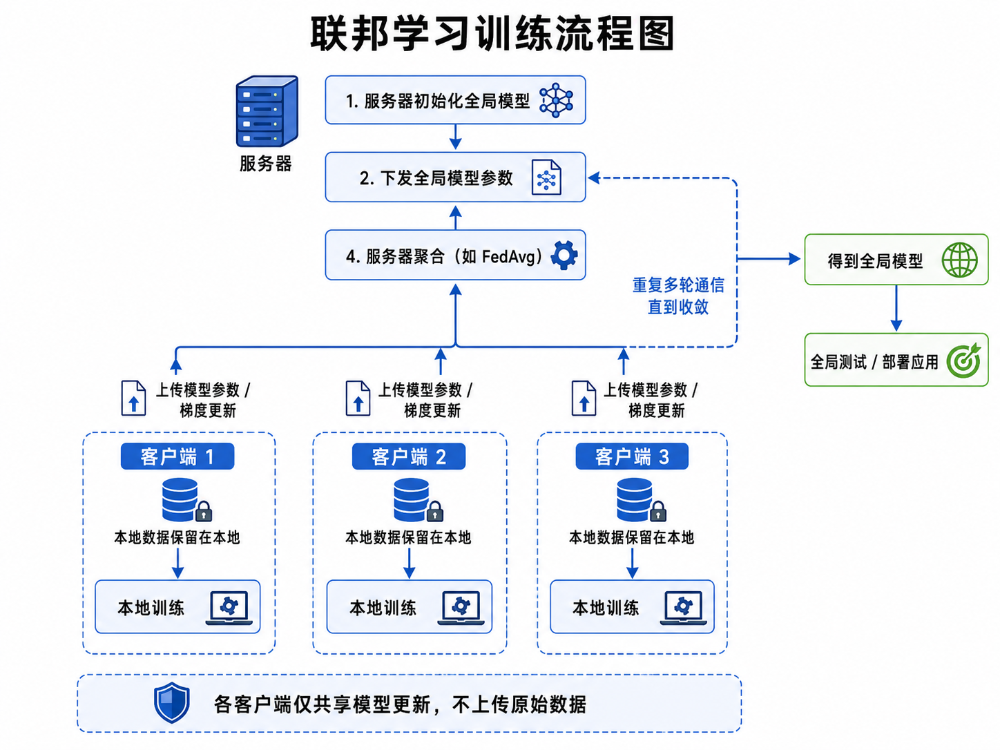 联邦学习训练流程图
服务器
1. 服务器初始化全局模型
2. 下发全局模型参数
4. 服务器聚合（如 FedAvg）
重复多轮通信
直到收敛
得到全局模型
全局测试 / 部署应用
上传模型参数 /
梯度更新
上传模型参数 /
梯度更新
上传模型参数 /
梯度更新
客户端 1
本地数据保留在本地
本地训练
客户端 2
本地数据保留在本地
本地训练
客户端 3
本地数据保留在本地
本地训练
各客户端仅共享模型更新，不上传原始数据